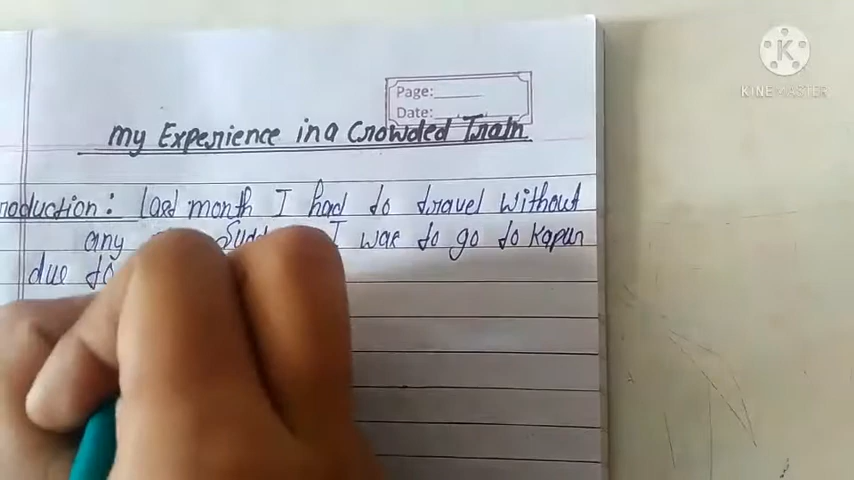 KINEMASTER
Page:
Date:
My Experience in a Crowded Train
roduction: last month I had to travel without
any I was to go to Kapur
due to